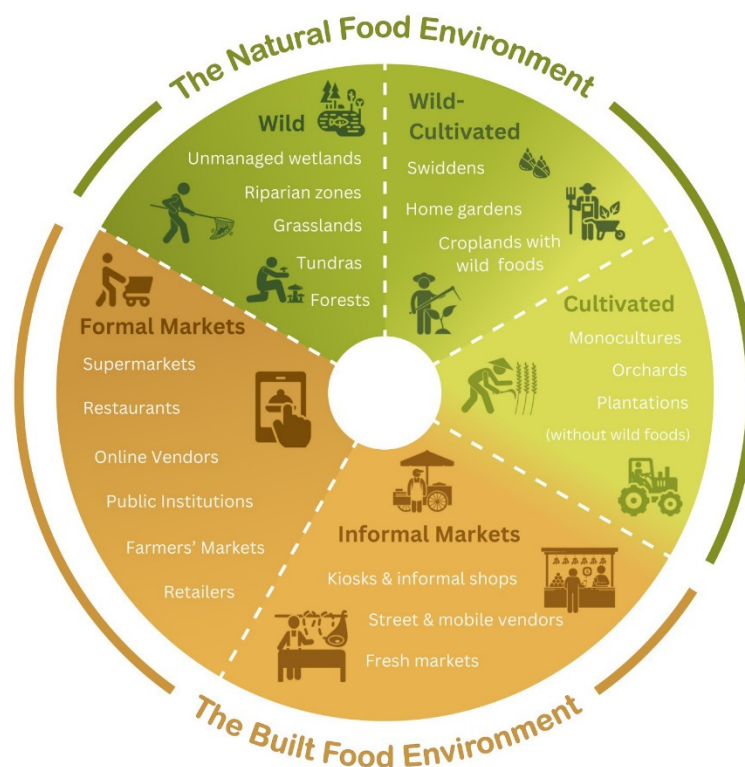 The Natural Food Environment
Wild
Unmanaged wetlands
Riparian zones
Grasslands
Tundras
Forests
Wild-
Cultivated
Swiddens
Home gardens
Croplands with
wild foods
Cultivated
Monocultures
Orchards
Plantations
(without wild foods)
Formal Markets
Supermarkets
Restaurants
Online Vendors
Public Institutions
Farmers’ Markets
Retailers
Informal Markets
Kiosks & informal shops
Street & mobile vendors
Fresh markets
The Built Food Environment